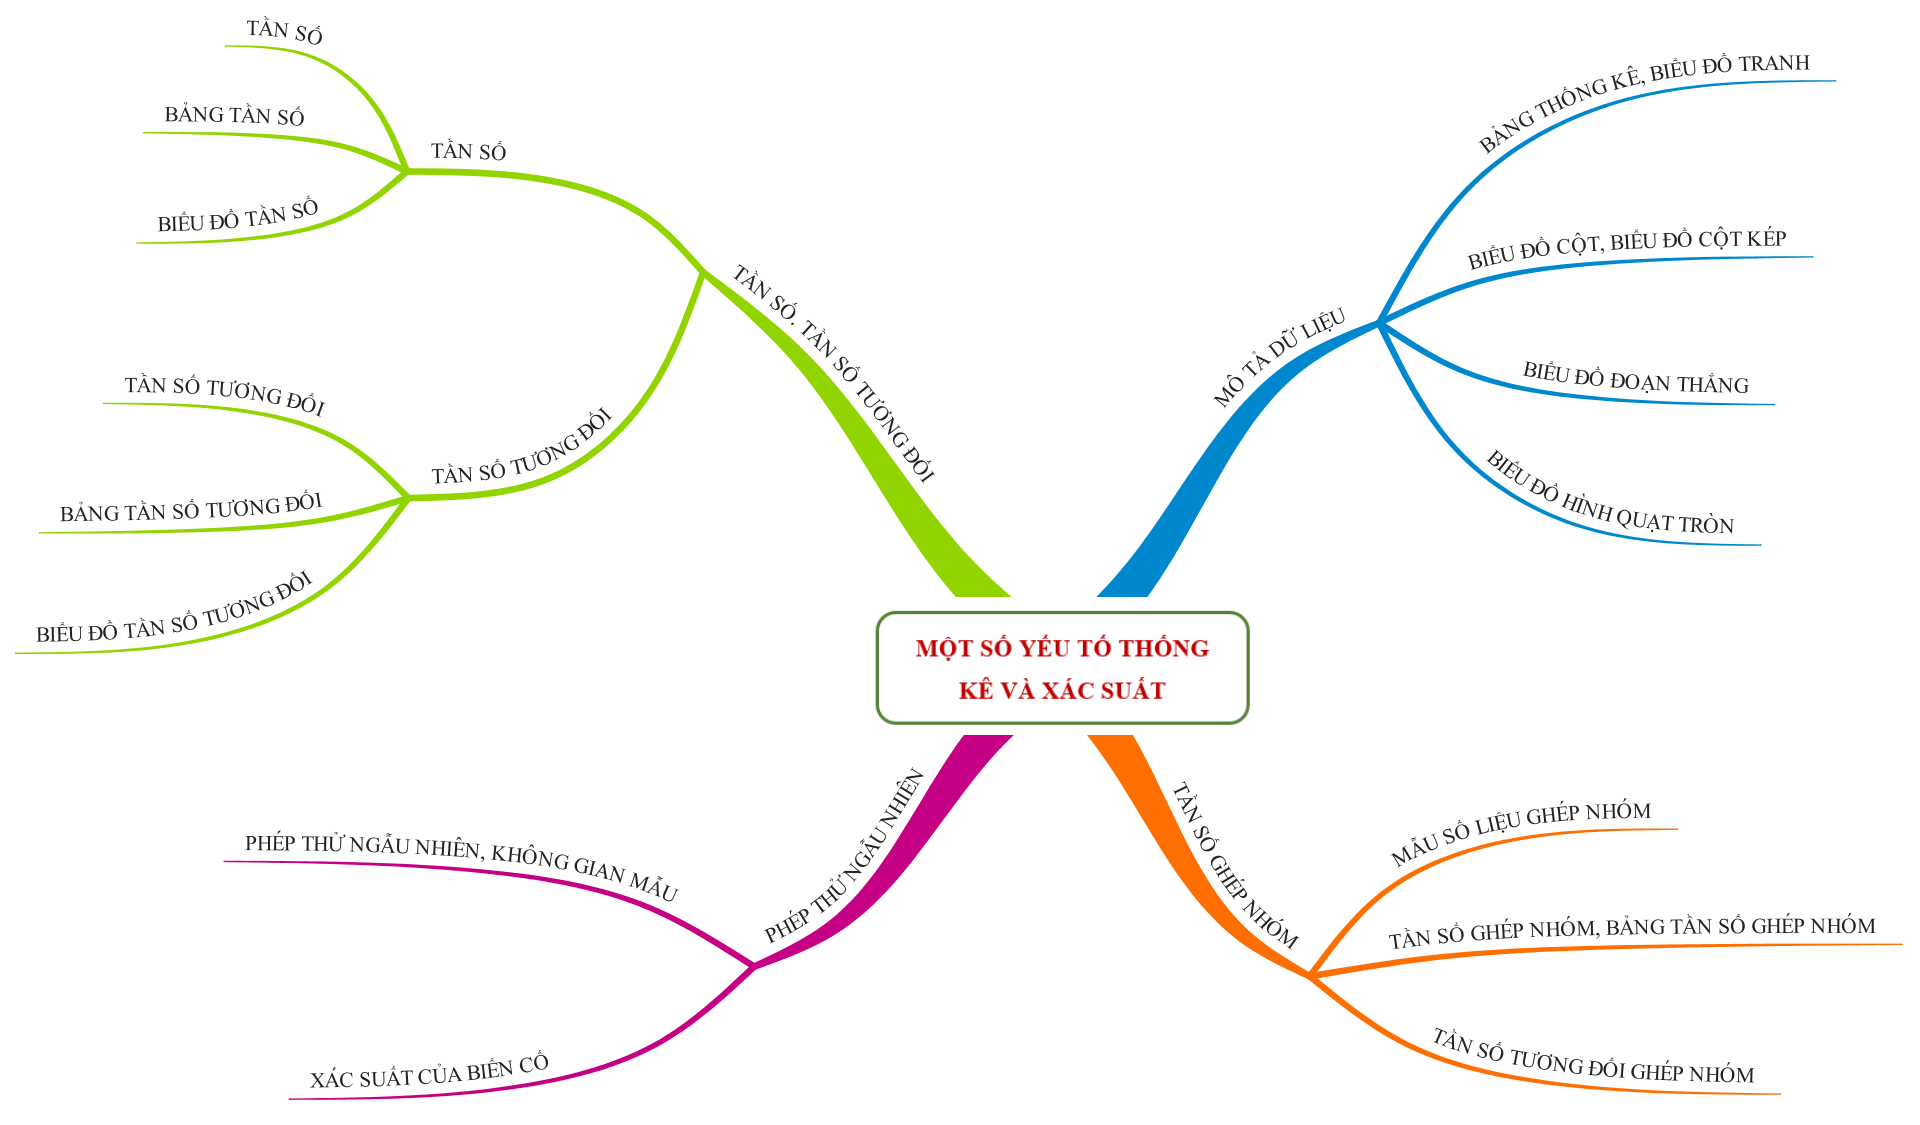 MỘT SỐ YẾU TỐ THỐNG
KÊ VÀ XÁC SUẤT
MÔ TẢ DỮ LIỆU
BẢNG THỐNG KÊ, BIỂU ĐỒ TRANH
BIỂU ĐỒ CỘT, BIỂU ĐỒ CỘT KÉP
BIỂU ĐỒ ĐOẠN THẲNG
BIỂU ĐỒ HÌNH QUẠT TRÒN
TẦN SỐ GHÉP NHÓM
MẪU SỐ LIỆU GHÉP NHÓM
TẦN SỐ GHÉP NHÓM, BẢNG TẦN SỐ GHÉP NHÓM
TẦN SỐ TƯƠNG ĐỐI GHÉP NHÓM
TẦN SỐ. TẦN SỐ TƯƠNG ĐỐI
TẦN SỐ
TẦN SỐ
BẢNG TẦN SỐ
BIỂU ĐỒ TẦN SỐ
TẦN SỐ TƯƠNG ĐỐI
TẦN SỐ TƯƠNG ĐỐI
BẢNG TẦN SỐ TƯƠNG ĐỐI
BIỂU ĐỒ TẦN SỐ TƯƠNG ĐỐI
PHÉP THỬ NGẪU NHIÊN
PHÉP THỬ NGẪU NHIÊN, KHÔNG GIAN MẪU
XÁC SUẤT CỦA BIẾN CỐ